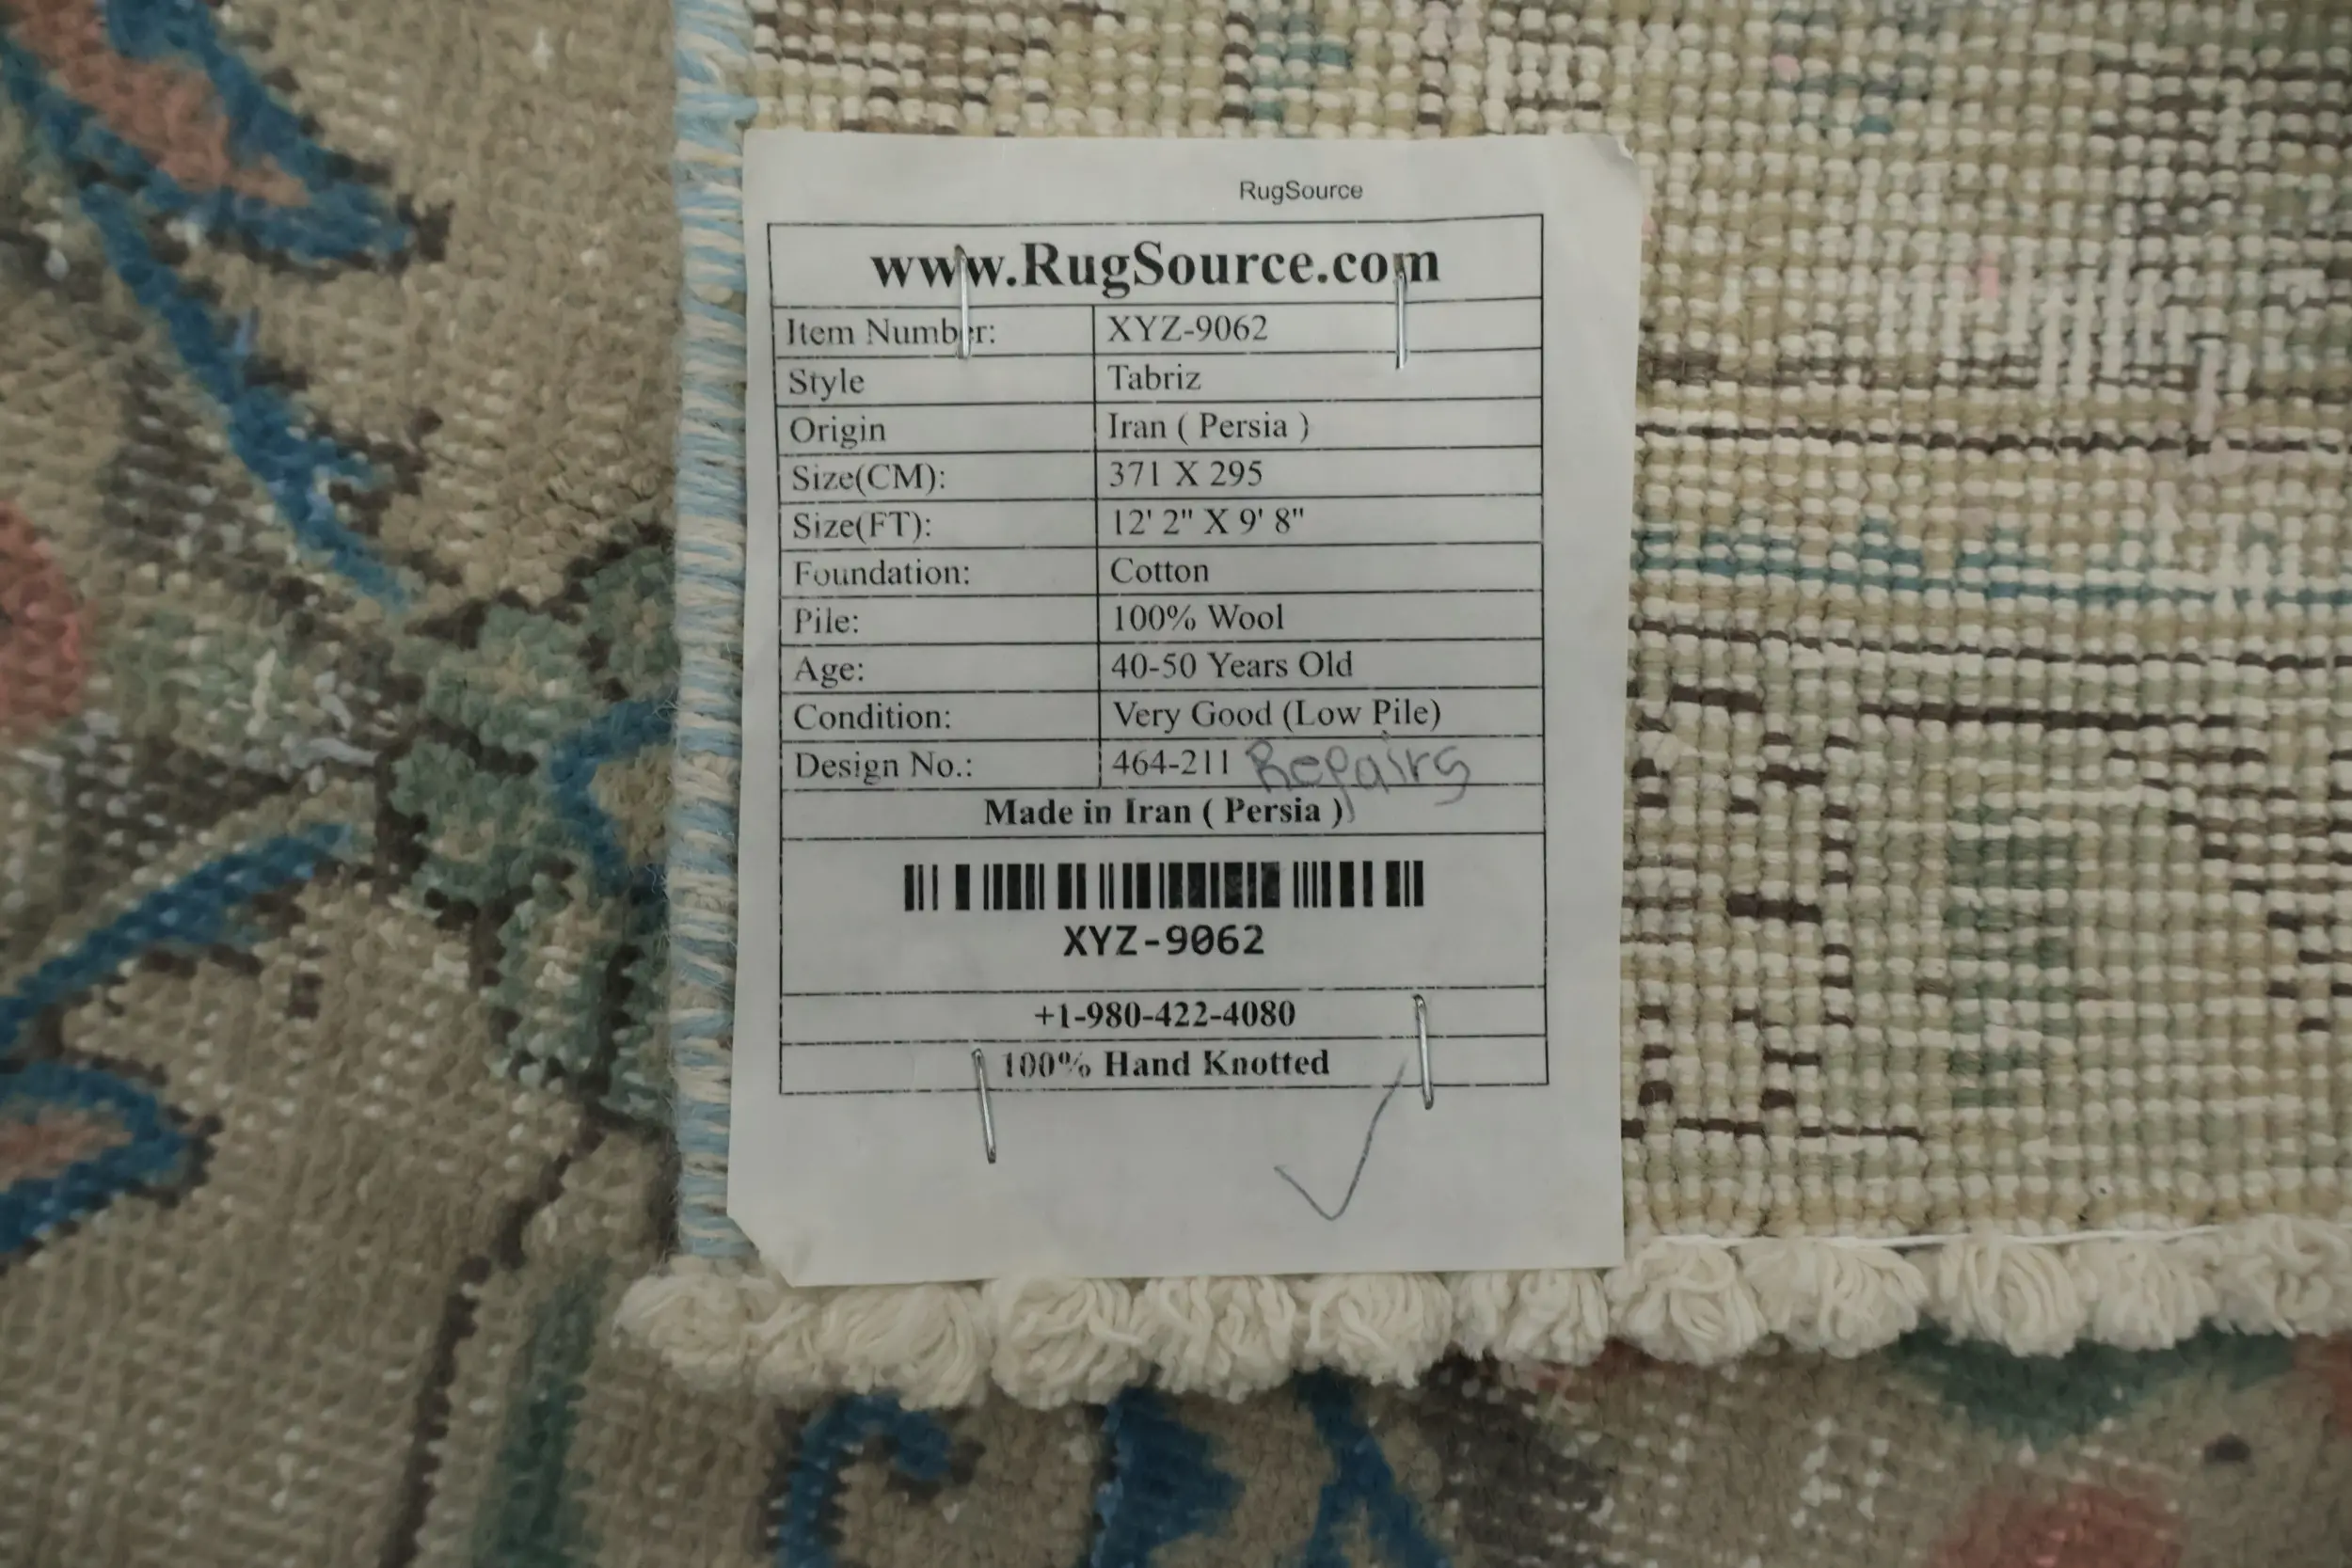 RugSource
www.RugSource.com
Item Number: XYZ-9062
Style Tabriz
Origin Iran ( Persia )
Size(CM): 371 X 295
Size(FT): 12' 2" X 9' 8"
Foundation: Cotton
Pile: 100% Wool
Age: 40-50 Years Old
Condition: Very Good (Low Pile)
Design No.: 464-211 Repairs
Made in Iran ( Persia )
XYZ-9062
+1-980-422-4080
100% Hand Knotted